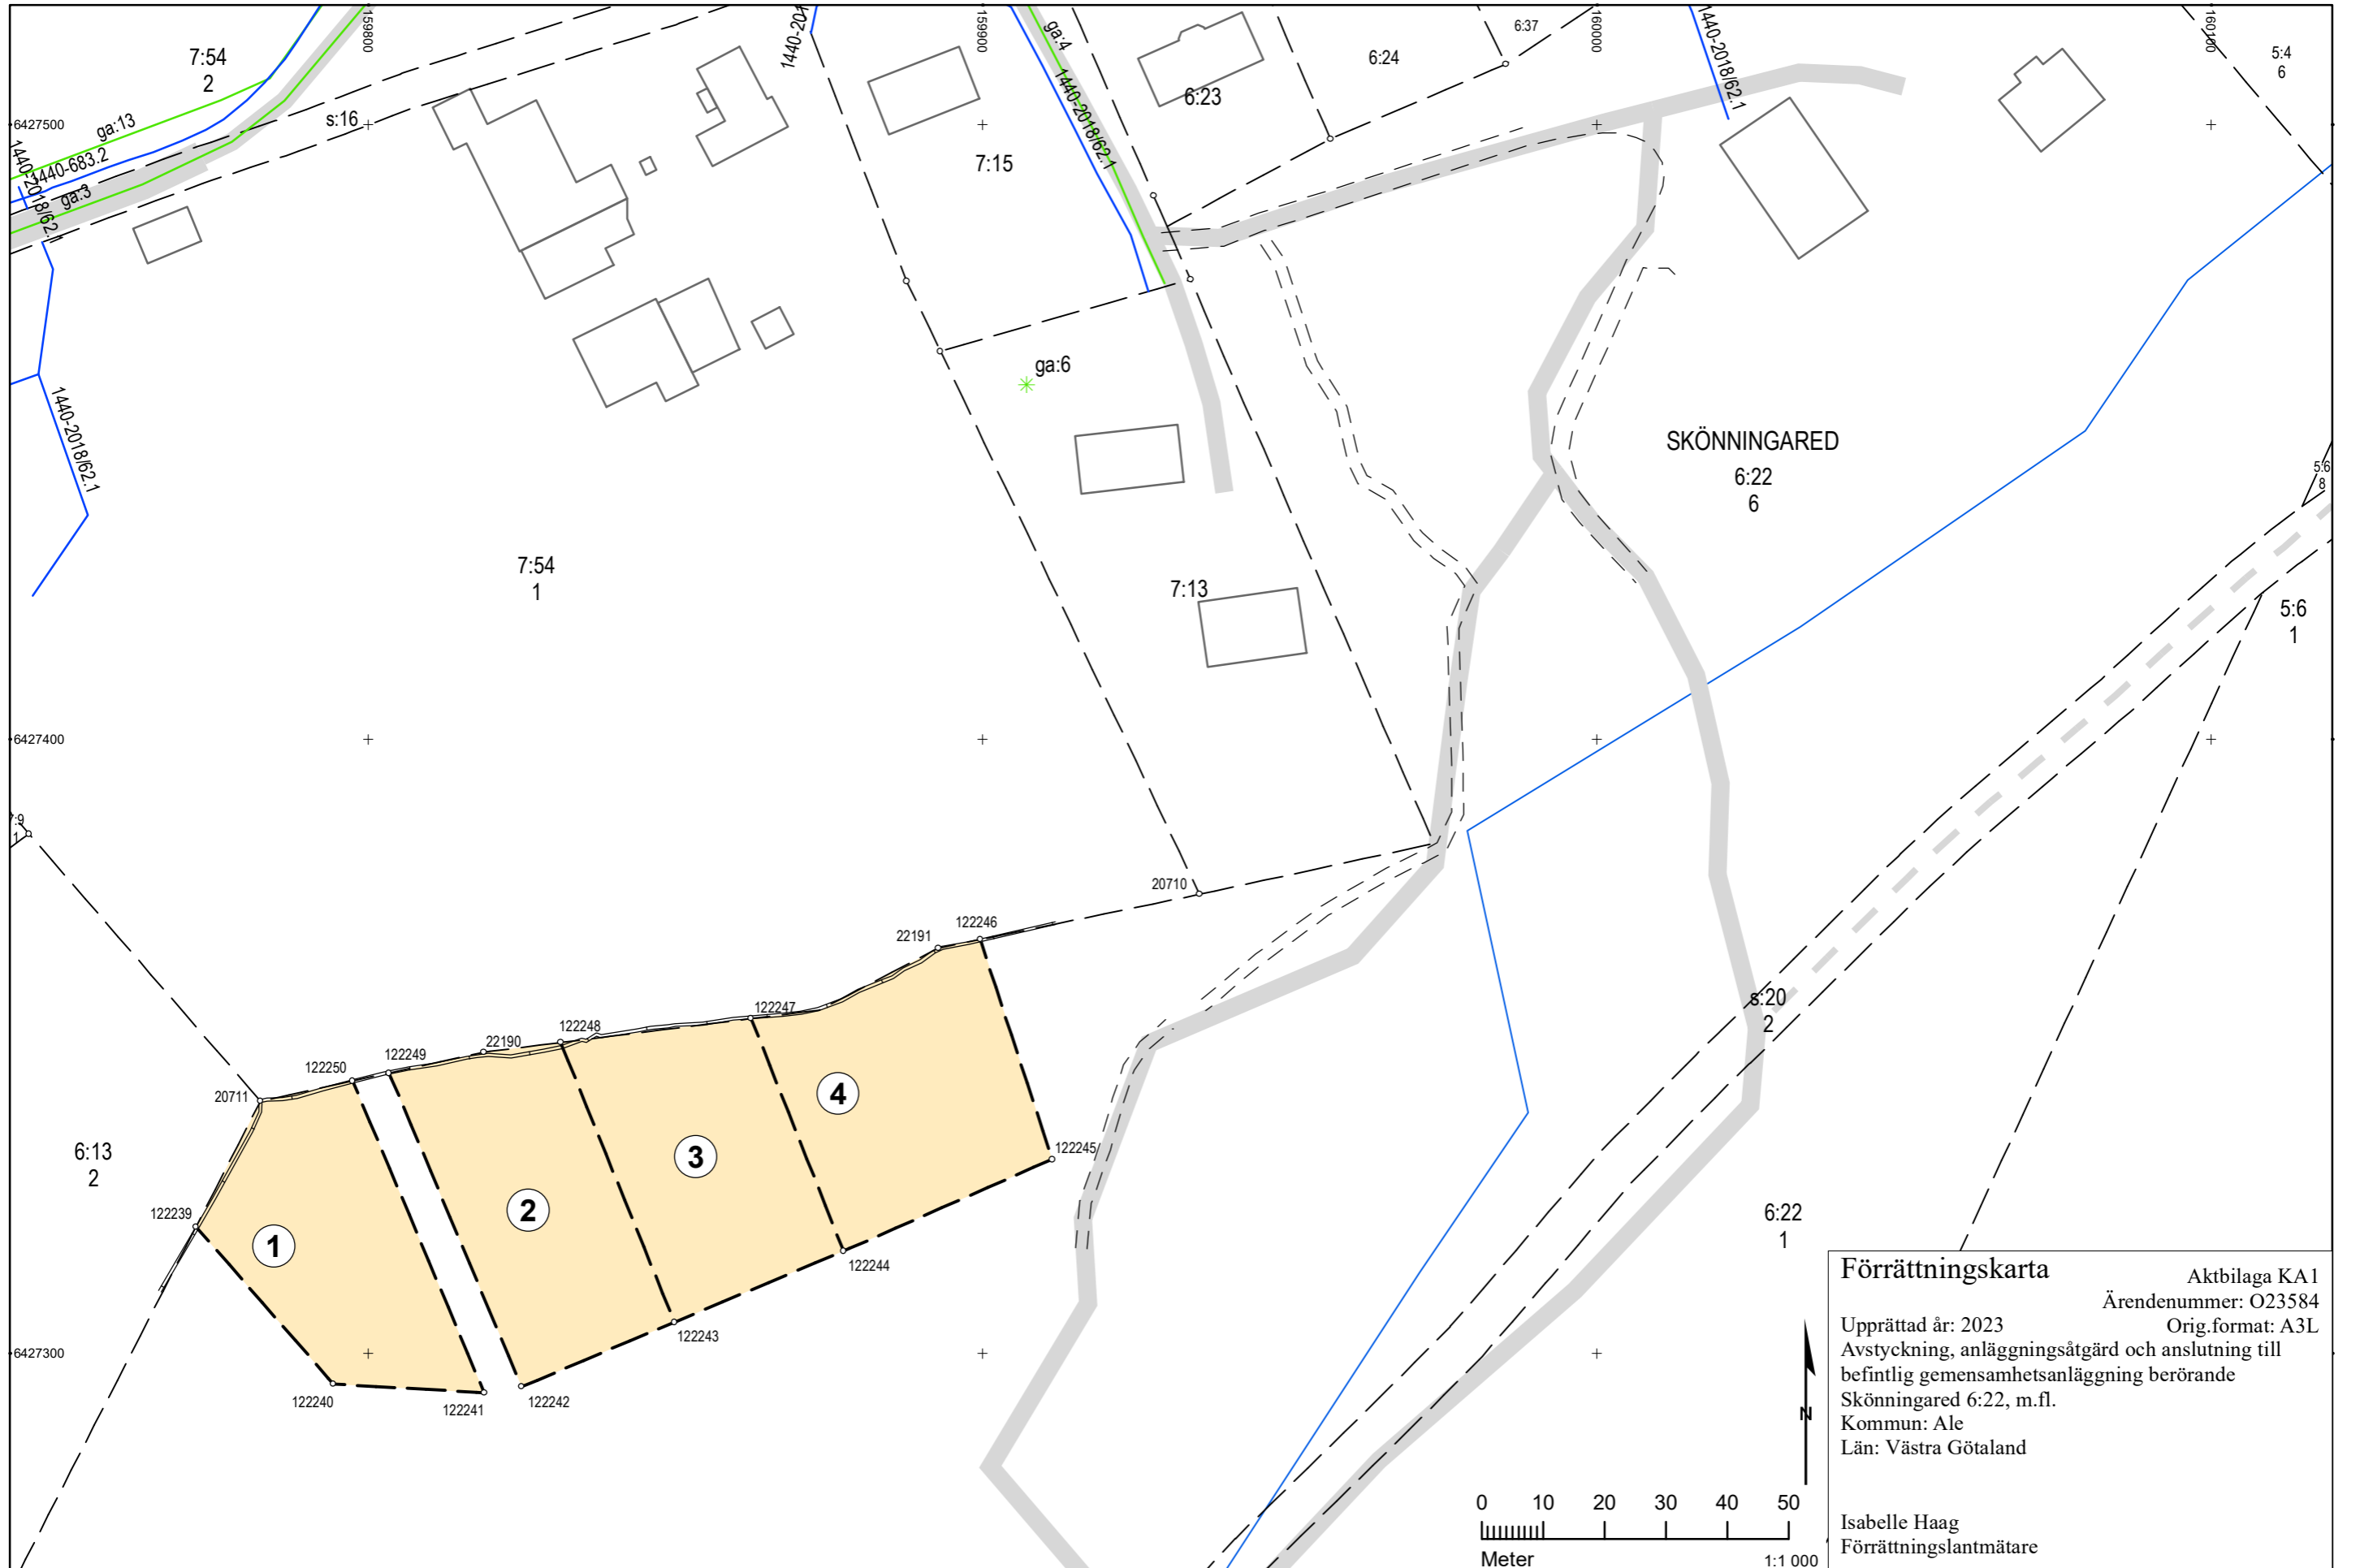 159800
1440-201
159900
ga:4
6:37
160000
1440-2018/62.1
160100
5:4
6
7:54
2
6:24
6:23
1440-2018/62.1
6427500
ga:13
s:16
1440-683.2
1440-2018/62.
ga:3
7:15
ga:6
1440-2018/62.1
SKÖNNINGARED
6:22
6
5:6
8
7:54
1
7:13
5:6
1
6427400
7:9
1
20710
122246
22191
122247
s:20
2
122248
22190
122249
122250
20711
4
6:13
2
122245
3
122239
2
6:22
1
1
122244
122243
6427300
122240
122241
122242
Förrättningskarta
Aktbilaga KA1
Ärendenummer: O23584
Upprättad år: 2023
Orig.format: A3L
Avstyckning, anläggningsåtgärd och anslutning till
befintlig gemensamhetsanläggning berörande
Skönningared 6:22, m.fl.
Kommun: Ale
Län: Västra Götaland
N
0 10 20 30 40 50
Meter
1:1 000
Isabelle Haag
Förrättningslantmätare